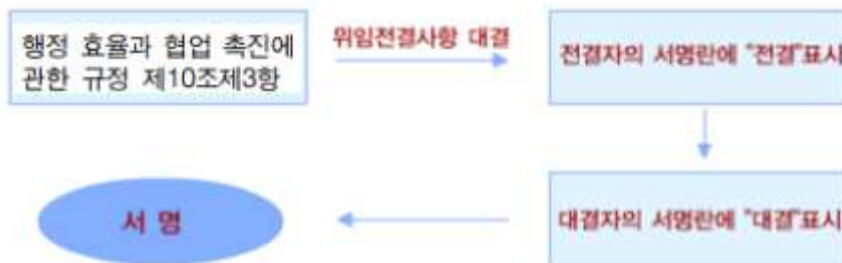 행정 효율과 협업 촉진에
관한 규정 제10조제3항
위임전결사항 대결
전결자의 서명란에 "전결"표시
대결자의 서명란에 "대결"표시
서 명